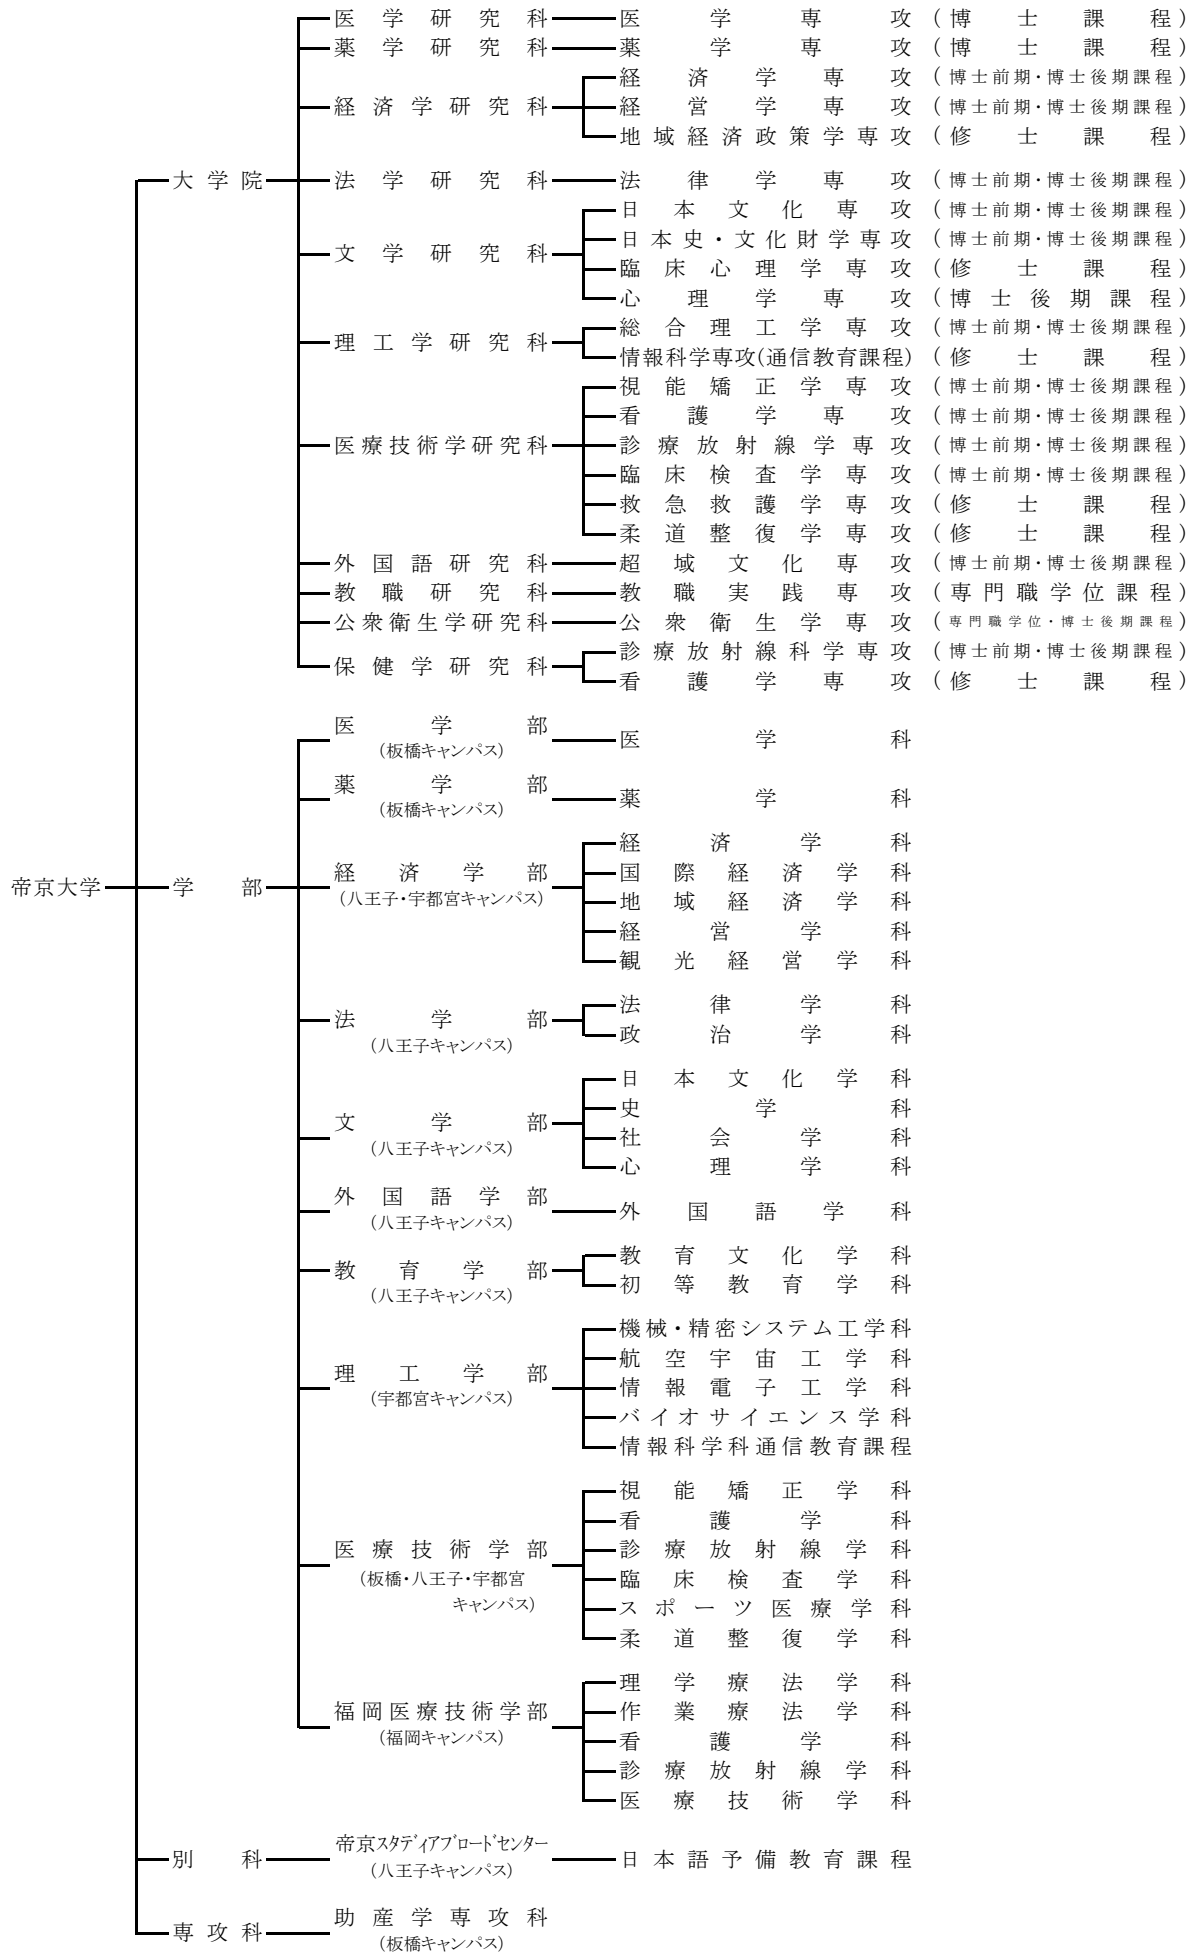 医学研究科 医学専攻 (博士課程)
薬学研究科 薬学専攻 (博士課程)
経済学専攻 (博士前期・博士後期課程)
経済学研究科 経営学専攻 (博士前期・博士後期課程)
地域経済政策学専攻 (修士課程)
大学院 法学研究科 法律学専攻 (博士前期・博士後期課程)
日本文化専攻 (博士前期・博士後期課程)
日本史・文化財学専攻 (博士前期・博士後期課程)
文学研究科
臨床心理学専攻 (修士課程)
心理学専攻 (博士後期課程)
総合理工学専攻 (博士前期・博士後期課程)
理工学研究科
情報科学専攻(通信教育課程) (修士課程)
視能矯正学専攻 (博士前期・博士後期課程)
看護学専攻 (博士前期・博士後期課程)
医療技術学研究科 診療放射線学専攻 (博士前期・博士後期課程)
臨床検査学専攻 (博士前期・博士後期課程)
救急救護学専攻 (修士課程)
柔道整復学専攻 (修士課程)
外国語研究科 超域文化専攻 (博士前期・博士後期課程)
教職研究科 教職実践専攻 (専門職学位課程)
公衆衛生学研究科 公衆衛生学専攻 (専門職学位・博士後期課程)
診療放射線科学専攻 (博士前期・博士後期課程)
保健学研究科
看護学専攻 (修士課程)
医学部
(板橋キャンパス)
医学科
薬学部
(板橋キャンパス)
薬学科
経済学科
帝京大学 学部 経済学部 国際経済学科
(八王子・宇都宮キャンパス) 地域経済学科
経営学科
観光経営学科
法律学科
法学部
政治学科
(八王子キャンパス)
日本文化学科
史学科
文学部
社会学科
(八王子キャンパス)
心理学科
外国語学部
(八王子キャンパス)
外国語学科
教育文化学科
教育学部
初等教育学科
(八王子キャンパス)
機械・精密システム工学科
航空宇宙工学科
理工学部
情報電子工学科
(宇都宮キャンパス)
バイオサイエンス学科
情報科学科通信教育課程
視能矯正学科
看護学科
医療技術学部 診療放射線学科
(板橋・八王子・宇都宮 臨床検査学科
キャンパス) スポーツ医療学科
柔道整復学科
理学療法学科
福岡医療技術学部 作業療法学科
(福岡キャンパス) 看護学科
診療放射線学科
医療技術学科
帝京スタディアブロードセンター
別科 日本語予備教育課程
(八王子キャンパス)
助産学専攻科
専攻科
(板橋キャンパス)